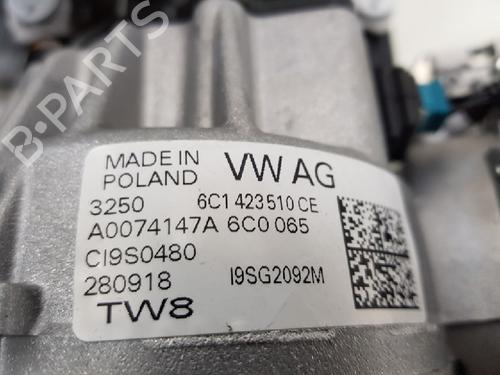 B-PARTS
MADE IN POLAND VW AG
3250 6C1 423 510 CE
A0074147A 6C0 065
CI9S0480
280918 I9SG2092M
TW8